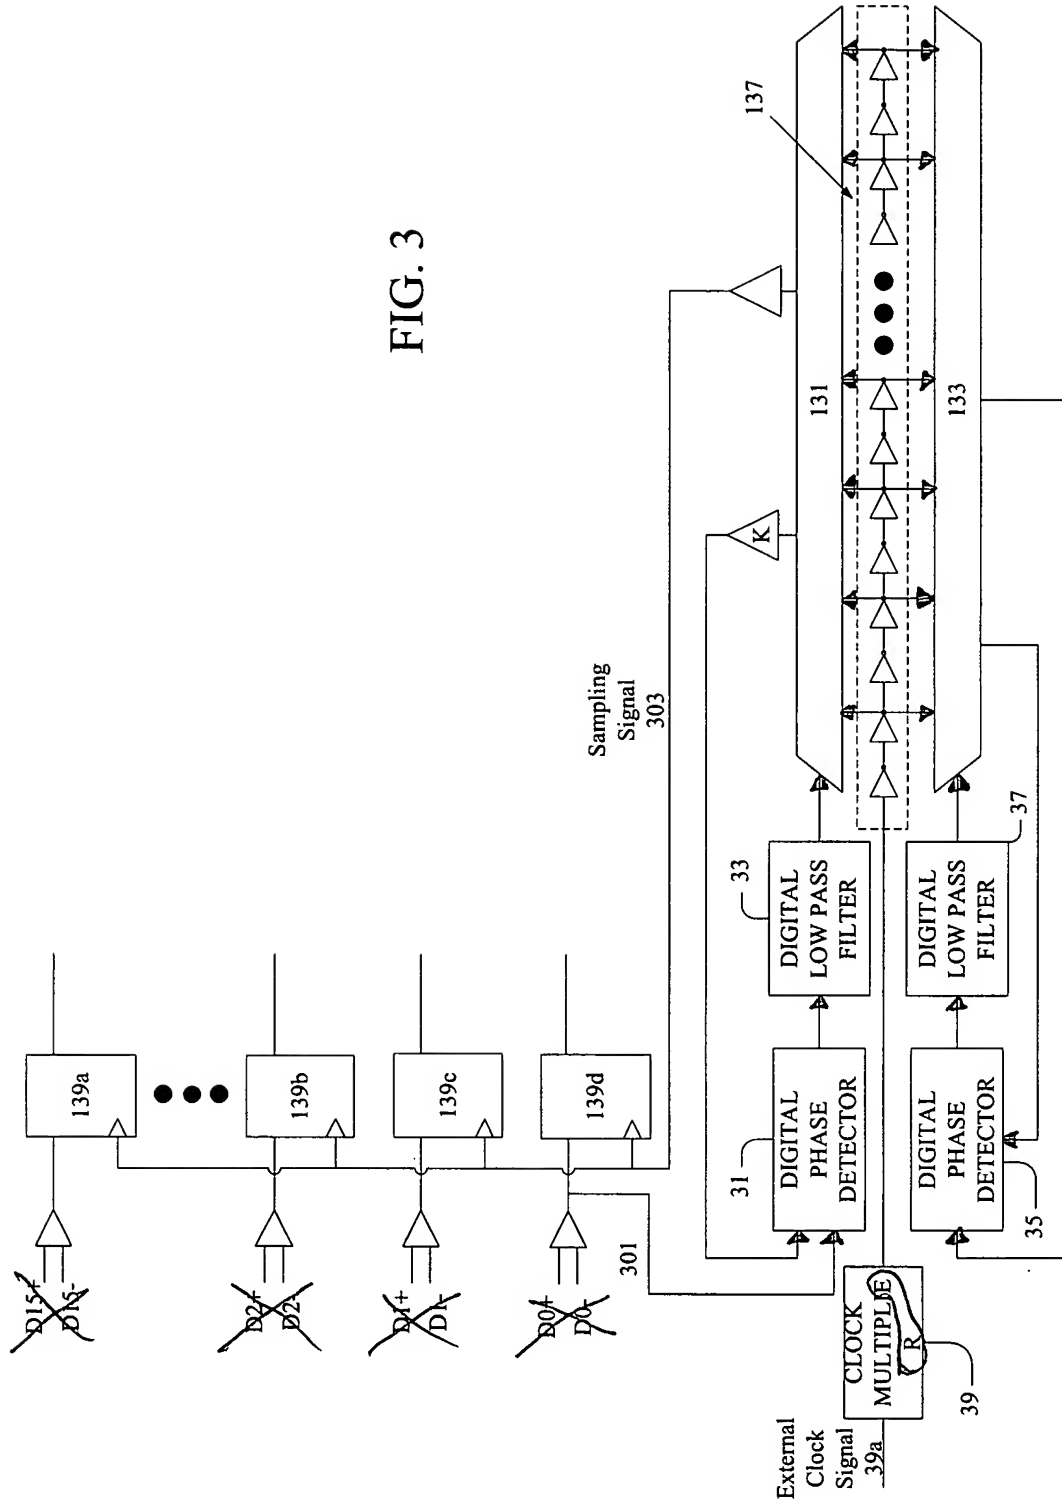 FIG. 3
D15+
D15-
D2+
D2-
D1+
D1-
D0+
D0-
139a
139b
139c
139d
301
Sampling
Signal
303
K
137
131
133
31
DIGITAL
PHASE
DETECTOR
33
DIGITAL
LOW PASS
FILTER
35
DIGITAL
PHASE
DETECTOR
37
DIGITAL
LOW PASS
FILTER
External
Clock
Signal
39a
CLOCK
MULTIPLIE
R
39